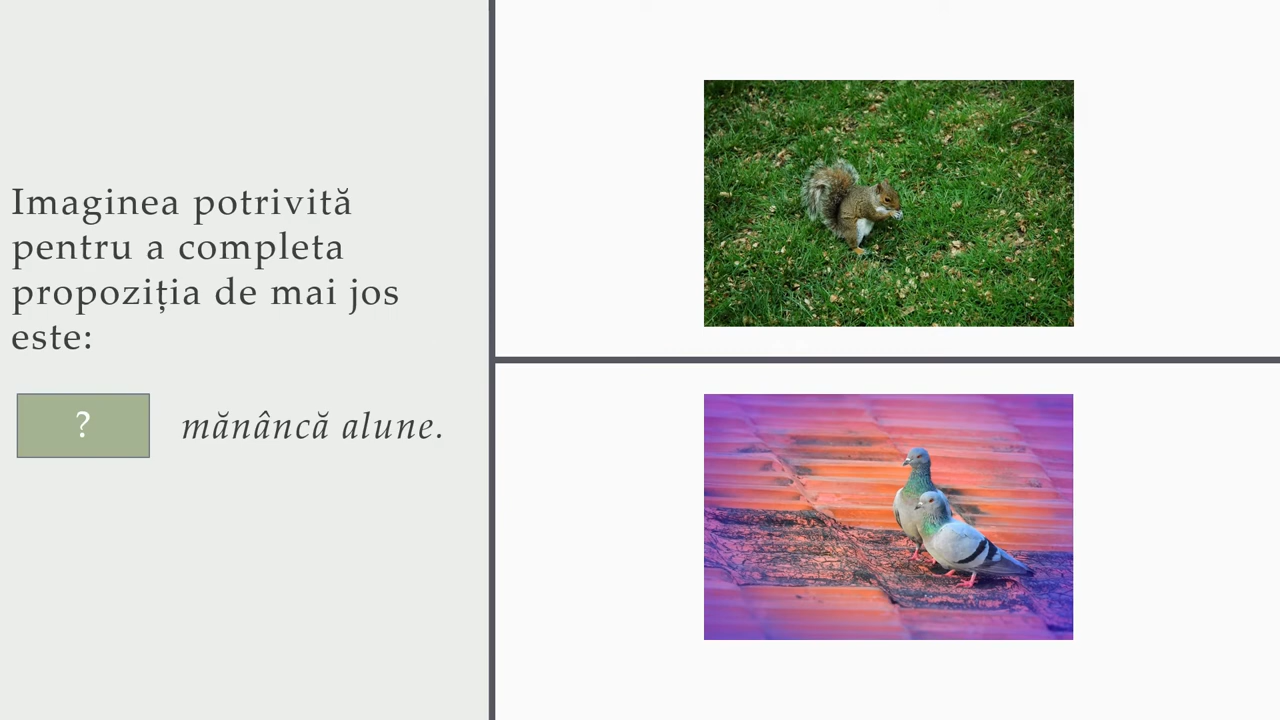 Imaginea potrivită
pentru a completa
propoziția de mai jos
este:
? mănâncă alune.